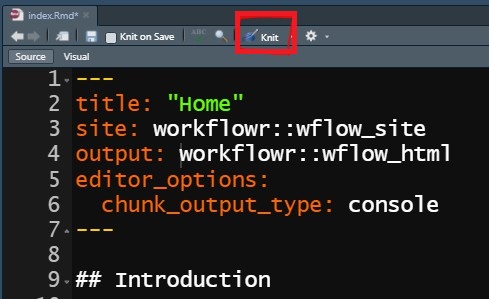 index.Rmd*
Knit on Save
ABC
Knit
Source Visual
1 ---
2 title: "Home"
3 site: workflowr::wflow_site
4 output: workflowr::wflow_html
5 editor_options:
6   chunk_output_type: console
7 ---
8
9 ## Introduction